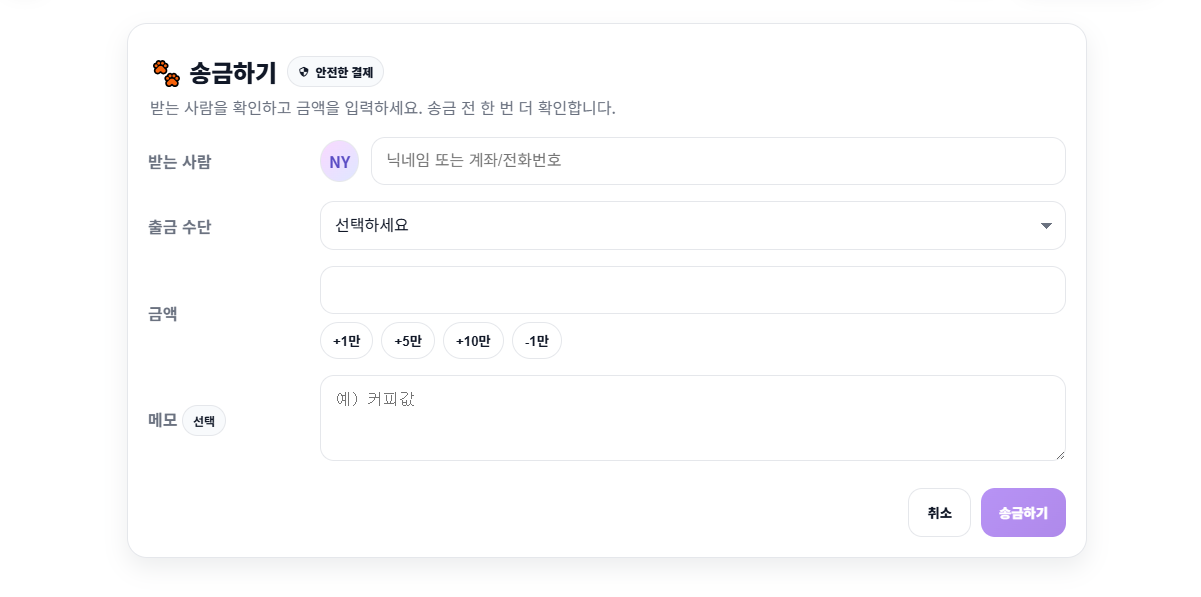 송금하기 안전한 결제
받는 사람을 확인하고 금액을 입력하세요. 송금 전 한 번 더 확인합니다.
받는 사람 NY 닉네임 또는 계좌/전화번호
출금 수단 선택하세요
금액
+1만 +5만 +10만 -1만
메모 선택 예) 커피값
취소 송금하기